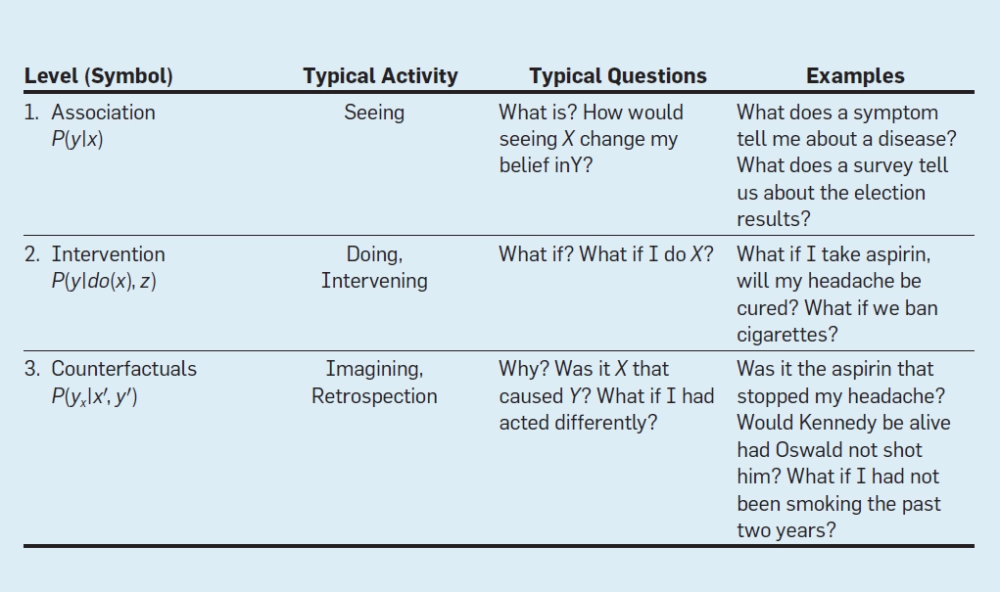 Level (Symbol) Typical Activity Typical Questions Examples
1. Association Seeing What is? How would What does a symptom
P(y|x) seeing X change my tell me about a disease?
belief inY? What does a survey tell
us about the election
results?
2. Intervention Doing, What if? What if I do X? What if I take aspirin,
P(y|do(x), z) Intervening will my headache be
cured? What if we ban
cigarettes?
3. Counterfactuals Imagining, Why? Was it X that Was it the aspirin that
P(yₓ|x′, y′) Retrospection caused Y? What if I had stopped my headache?
acted differently? Would Kennedy be alive
had Oswald not shot
him? What if I had not
been smoking the past
two years?